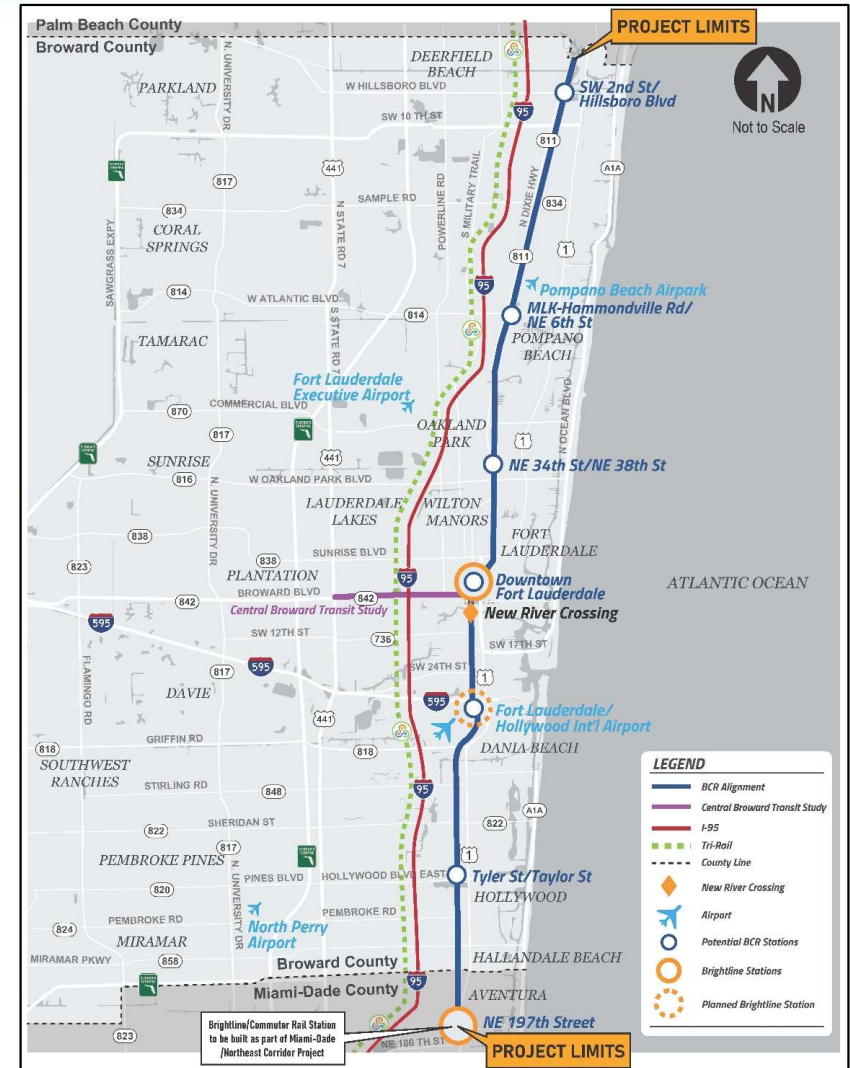 Palm Beach County
Broward County
PROJECT LIMITS
N
Not to Scale
DEERFIELD
BEACH
PARKLAND
N UNIVERSITY DR
W HILLSBORO BLVD
SW 2nd St/
Hillsboro Blvd
SW 10 TH ST
95
811
441
A1A
817
S MILITARY TRAIL
N DIXIE HWY
POWERLINE RD
SAMPLE RD
N STATE RD 7
834
834
CORAL
SPRINGS
SAWGRASS EXPY
1
811
95
Pompano Beach Airpark
814
W ATLANTIC BLVD
MLK-Hammondville Rd/
NE 6th St
814
S STATE RD 7
POMPANO
BEACH
TAMARAC
Fort Lauderdale
Executive Airport
N OCEAN BLVD
870
COMMERCIAL BLVD
OAKLAND
PARK
817
1
441
SUNRISE
NE 34th St/NE 38th St
816
W OAKLAND PARK BLVD
N UNIVERSITY DR
LAUDERDALE
LAKES
WILTON
MANORS
838
FORT
LAUDERDALE
SUNRISE BLVD
838
823
PLANTATION
95
Downtown
Fort Lauderdale
ATLANTIC OCEAN
BROWARD BLVD
842
842
Central Broward Transit Study
New River Crossing
595
SW 12TH ST
736
SW 17TH ST
FLAMINGO RD
595
817
SW 24TH ST
1
DAVIE
595
441
Fort Lauderdale/
Hollywood Int'l Airport
GRIFFIN RD
818
818
DANIA BEACH
SOUTHWEST
RANCHES
STIRLING RD
848
95
A1A
SHERIDAN ST
822
822
817
PEMBROKE PINES
1
PINES BLVD
HOLLYWOOD BLVD EAST
Tyler St/Taylor St
820
N. UNIVERSITY DR
HOLLYWOOD
PEMBROKE RD
PEMBROKE RD
North Perry
Airport
824
MIRAMAR
MIRAMAR PKWY
858
Broward County
HALLANDALE BEACH
95
Miami-Dade County
AVENTURA
Brightline/Commuter Rail Station
to be built as part of Miami-Dade
/Northeast Corridor Project
NE 197th Street
823
NE 186 TH ST
PROJECT LIMITS
LEGEND
BCR Alignment
Central Broward Transit Study
I-95
Tri-Rail
County Line
New River Crossing
Airport
Potential BCR Stations
Brightline Stations
Planned Brightline Station